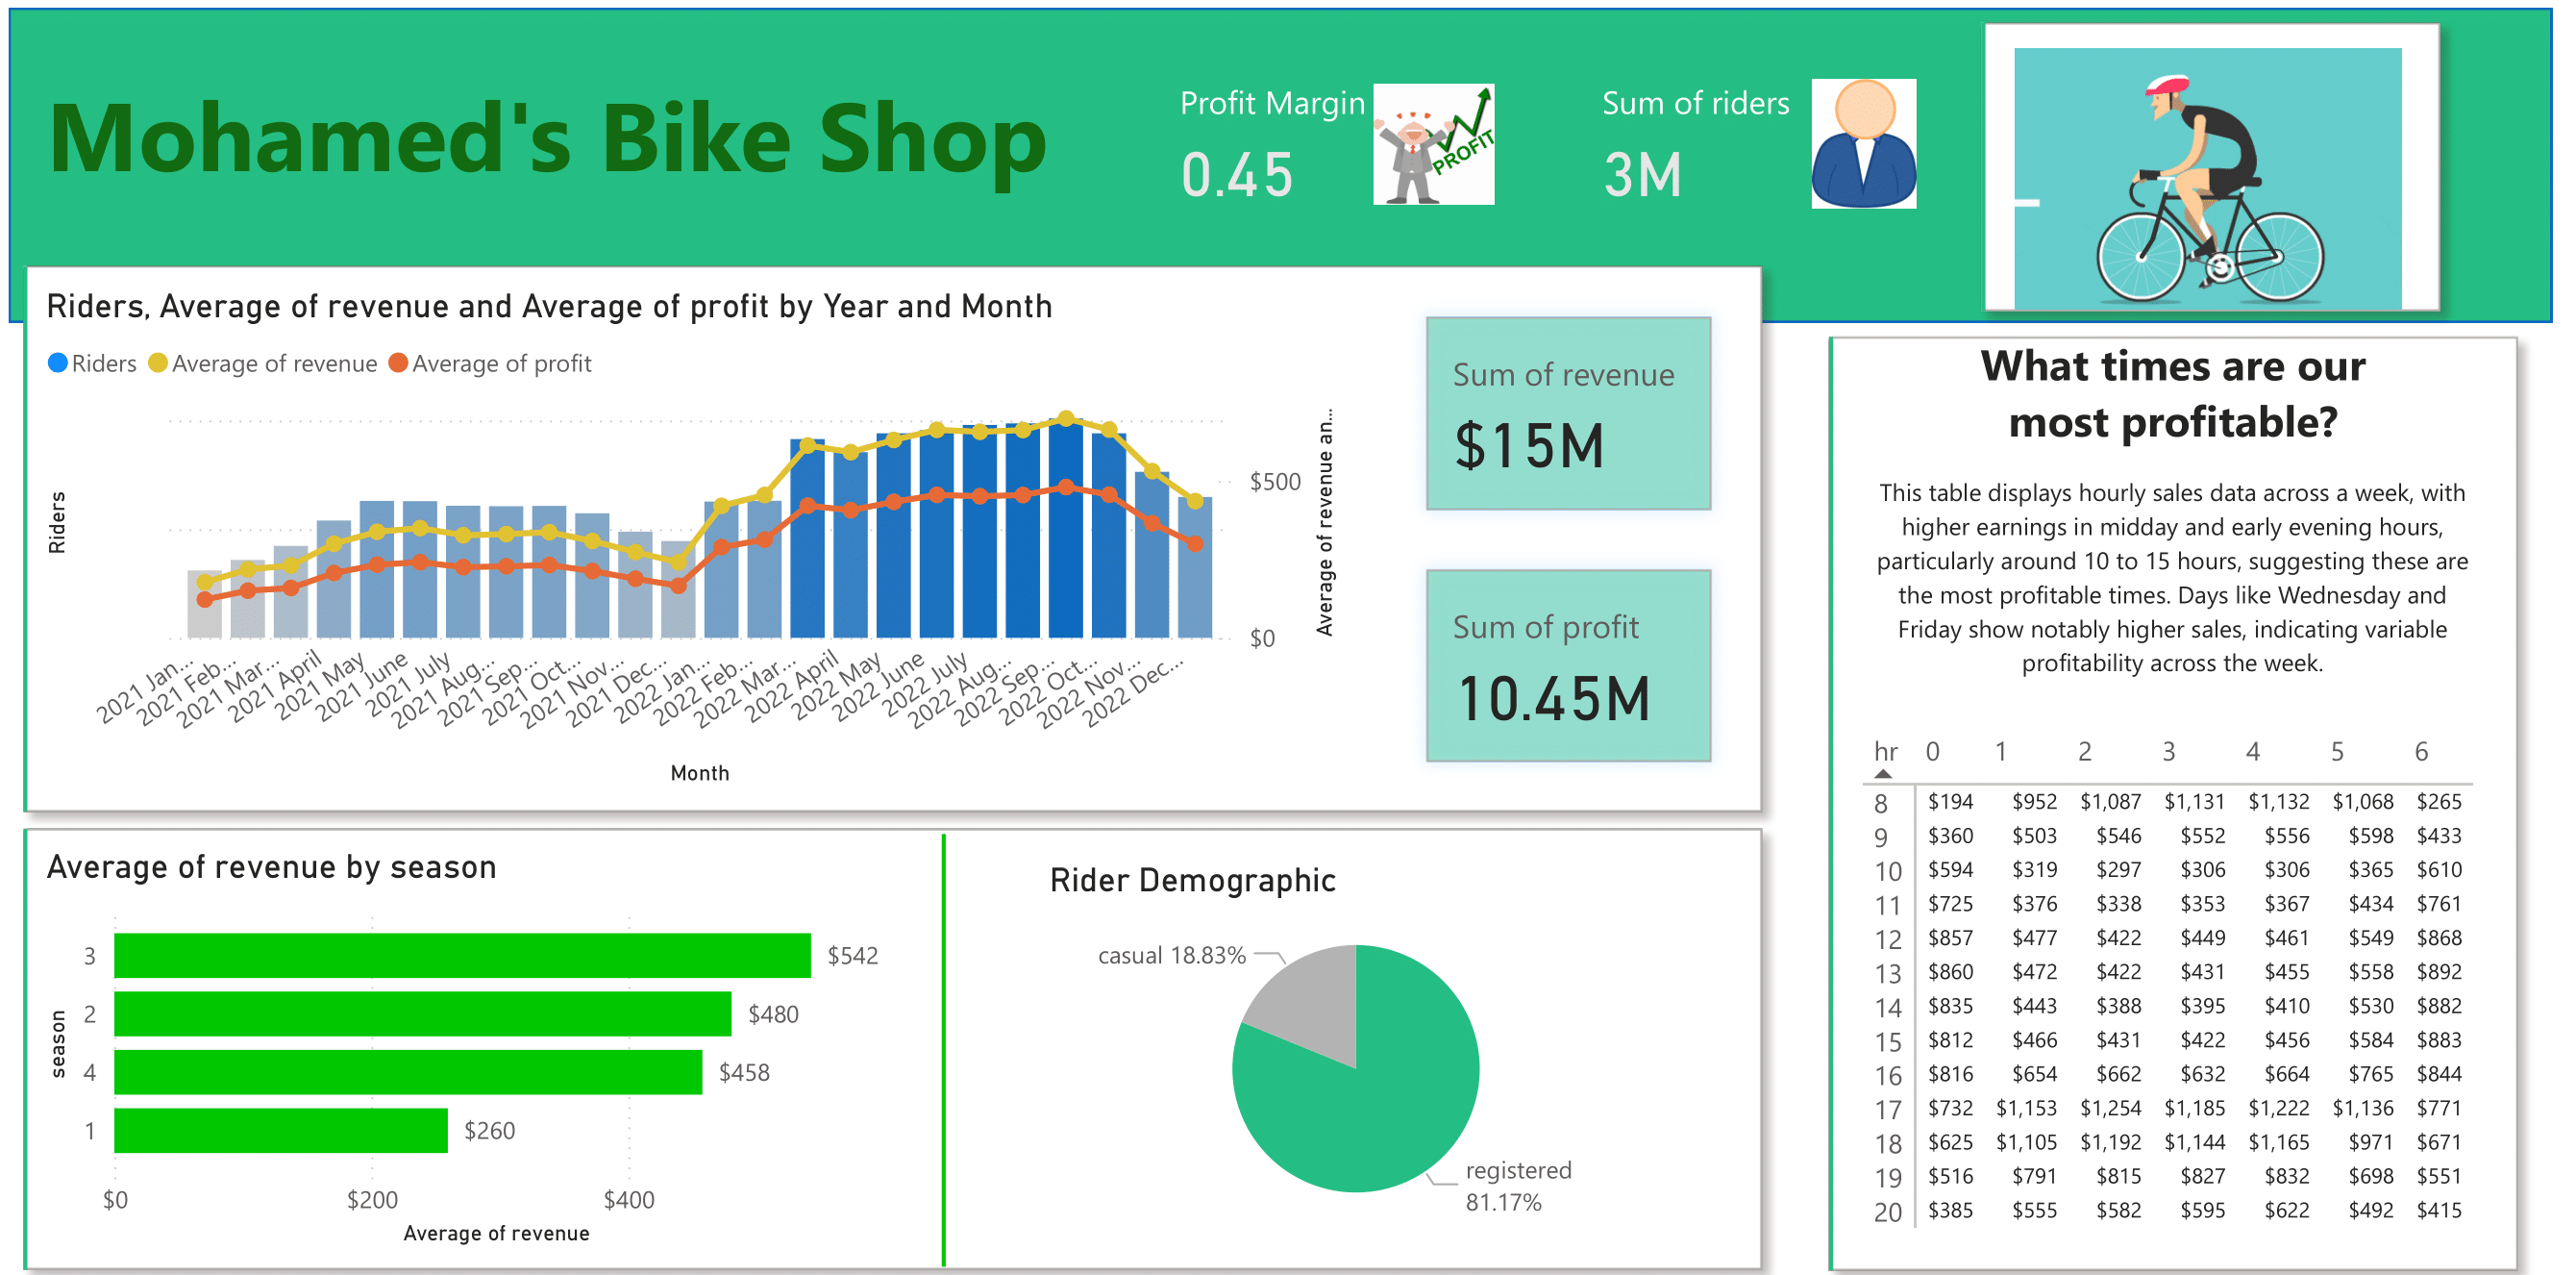 Mohamed's Bike Shop
Profit Margin
0.45
PROFIT
Sum of riders
3M
Riders, Average of revenue and Average of profit by Year and Month
Riders Average of revenue Average of profit
Riders
$500
$0
Average of revenue an...
2021 Jan...
2021 Feb...
2021 Mar...
2021 April
2021 May
2021 June
2021 July
2021 Aug...
2021 Sep...
2021 Oct...
2021 Nov...
2021 Dec...
2022 Jan...
2022 Feb...
2022 Mar...
2022 April
2022 May
2022 June
2022 July
2022 Aug...
2022 Sep...
2022 Oct...
2022 Nov...
2022 Dec...
Month
Sum of revenue
$15M
Sum of profit
10.45M
Average of revenue by season
season
3 $542
2 $480
4 $458
1 $260
$0 $200 $400
Average of revenue
Rider Demographic
casual 18.83%
registered
81.17%
What times are our
most profitable?
This table displays hourly sales data across a week, with
higher earnings in midday and early evening hours,
particularly around 10 to 15 hours, suggesting these are
the most profitable times. Days like Wednesday and
Friday show notably higher sales, indicating variable
profitability across the week.
hr 0 1 2 3 4 5 6
8 $194 $952 $1,087 $1,131 $1,132 $1,068 $265
9 $360 $503 $546 $552 $556 $598 $433
10 $594 $319 $297 $306 $306 $365 $610
11 $725 $376 $338 $353 $367 $434 $761
12 $857 $477 $422 $449 $461 $549 $868
13 $860 $472 $422 $431 $455 $558 $892
14 $835 $443 $388 $395 $410 $530 $882
15 $812 $466 $431 $422 $456 $584 $883
16 $816 $654 $662 $632 $664 $765 $844
17 $732 $1,153 $1,254 $1,185 $1,222 $1,136 $771
18 $625 $1,105 $1,192 $1,144 $1,165 $971 $671
19 $516 $791 $815 $827 $832 $698 $551
20 $385 $555 $582 $595 $622 $492 $415